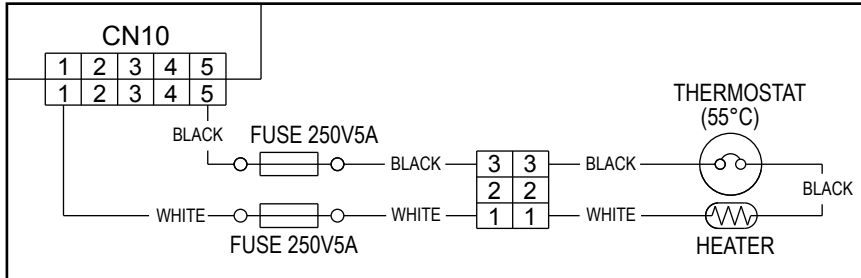 CN10
1 2 3 4 5
1 2 3 4 5
THERMOSTAT
(55°C)
BLACK
FUSE 250V5A
BLACK
3 3
BLACK
2 2
BLACK
WHITE
WHITE
1 1
WHITE
FUSE 250V5A
HEATER